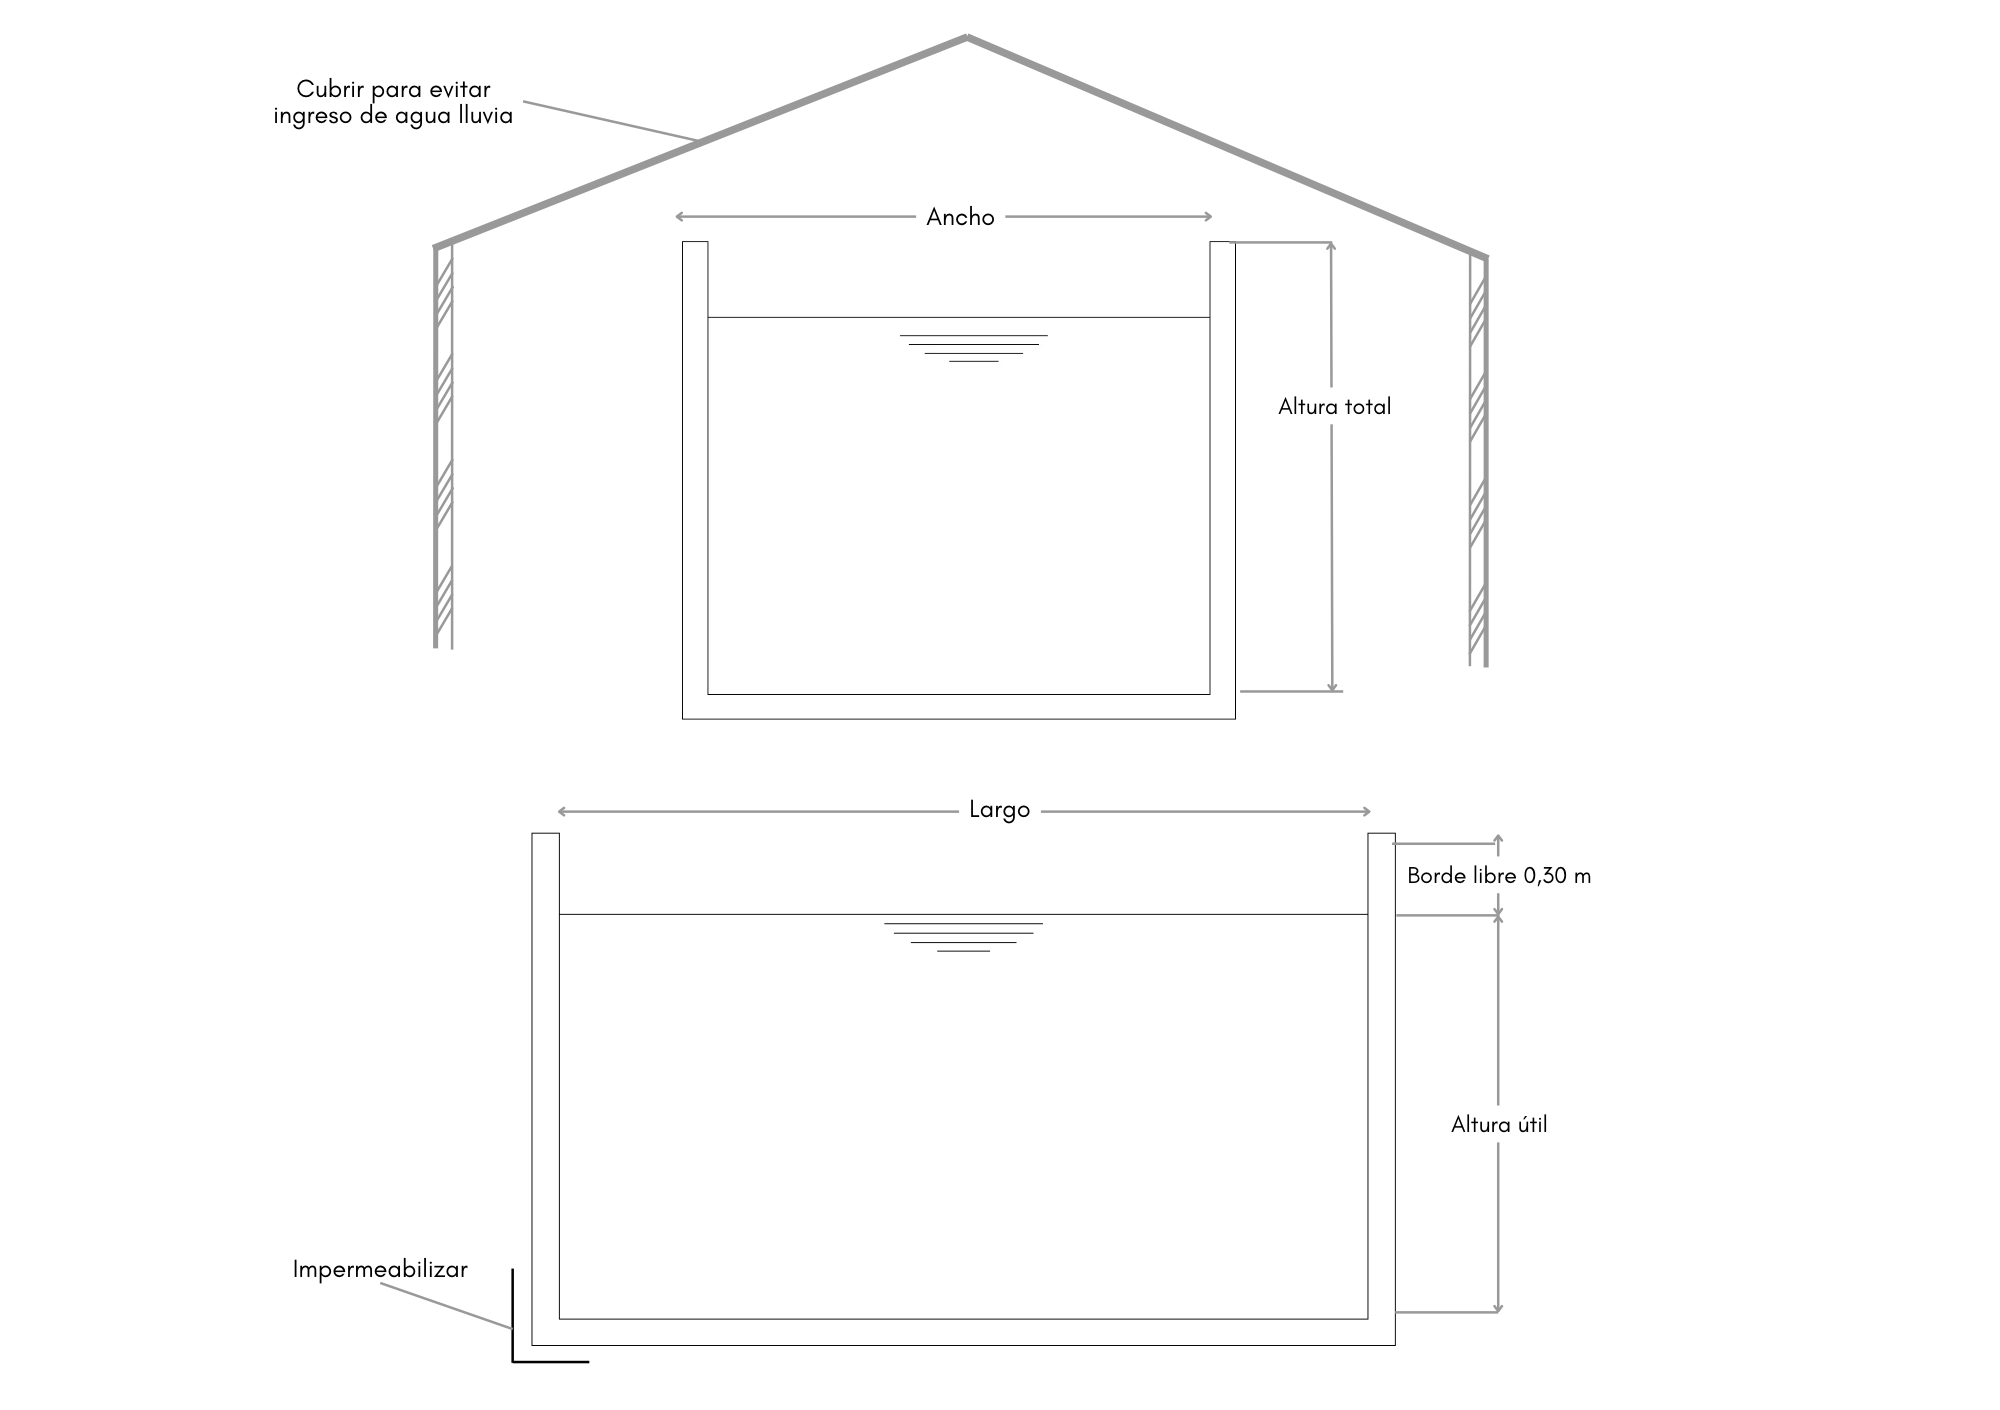 Cubrir para evitar
ingreso de agua lluvia
Ancho
Altura total
Largo
Borde libre 0,30 m
Altura útil
Impermeabilizar